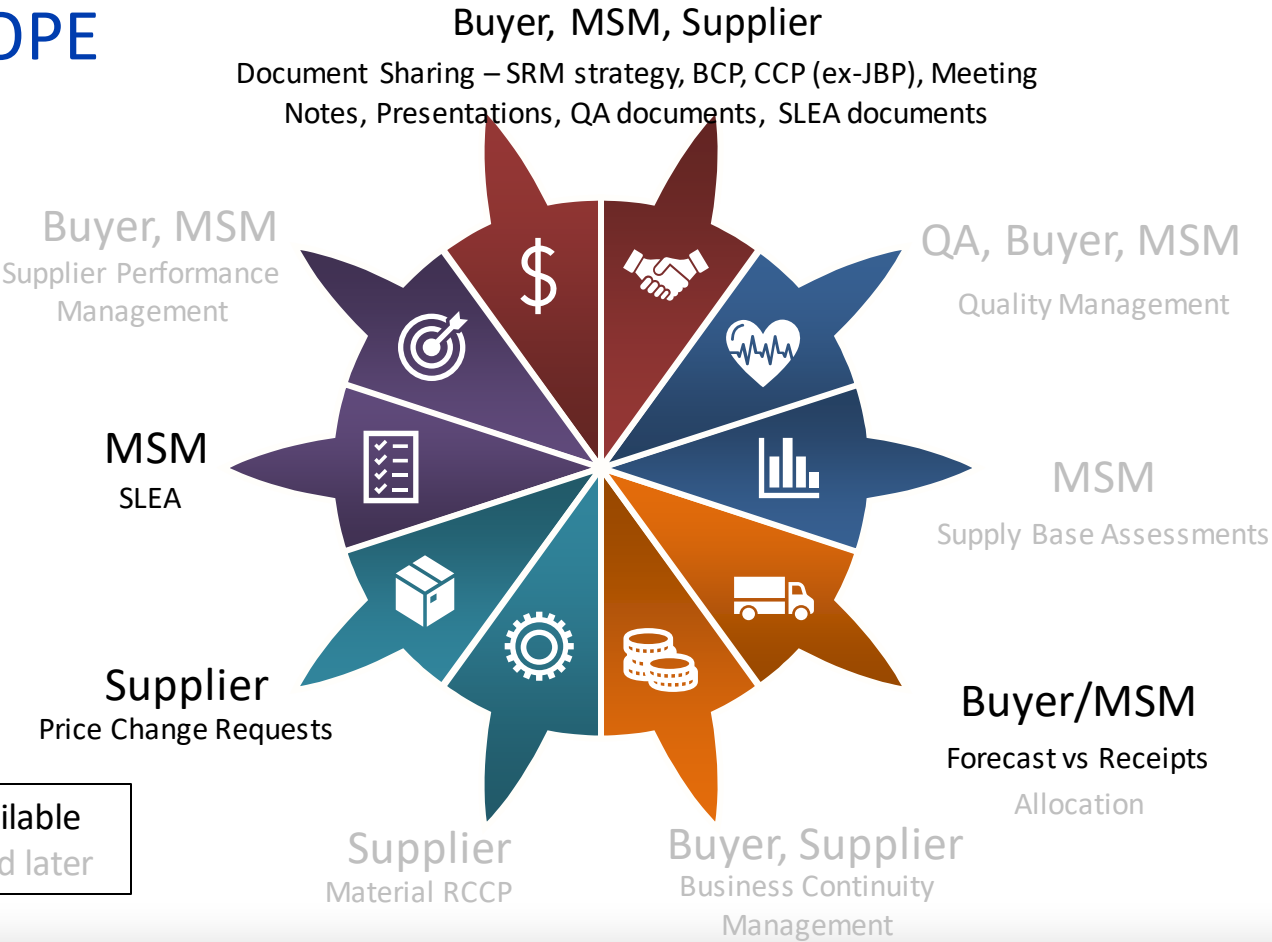 OPE
Buyer, MSM, Supplier
Document Sharing – SRM strategy, BCP, CCP (ex-JBP), Meeting
Notes, Presentations, QA documents, SLEA documents
Buyer, MSM
Supplier Performance
Management
QA, Buyer, MSM
Quality Management
MSM
SLEA
MSM
Supply Base Assessments
Supplier
Price Change Requests
Buyer/MSM
Forecast vs Receipts
Allocation
ilable
d later
Supplier
Material RCCP
Buyer, Supplier
Business Continuity
Management
$